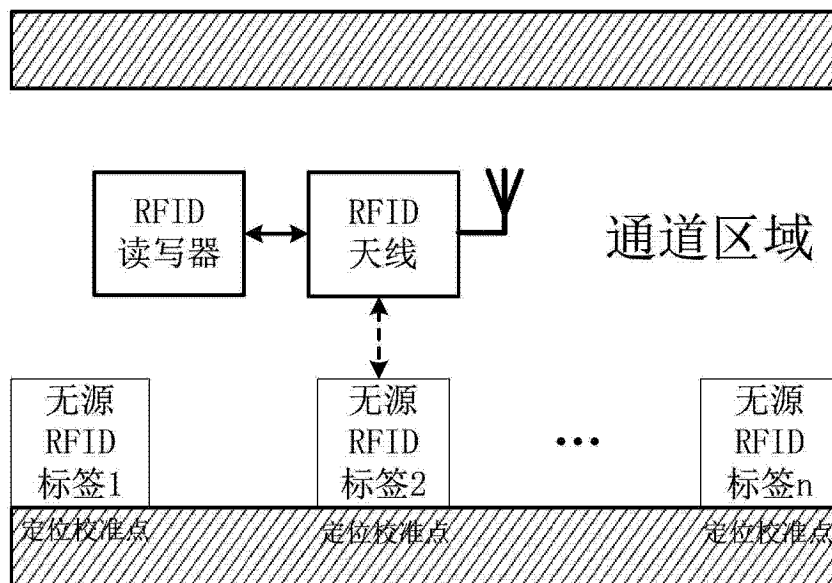 RFID
读写器
RFID
天线
通道区域
无源
RFID
标签1
无源
RFID
标签2
•••
无源
RFID
标签n
定位校准点
定位校准点
定位校准点